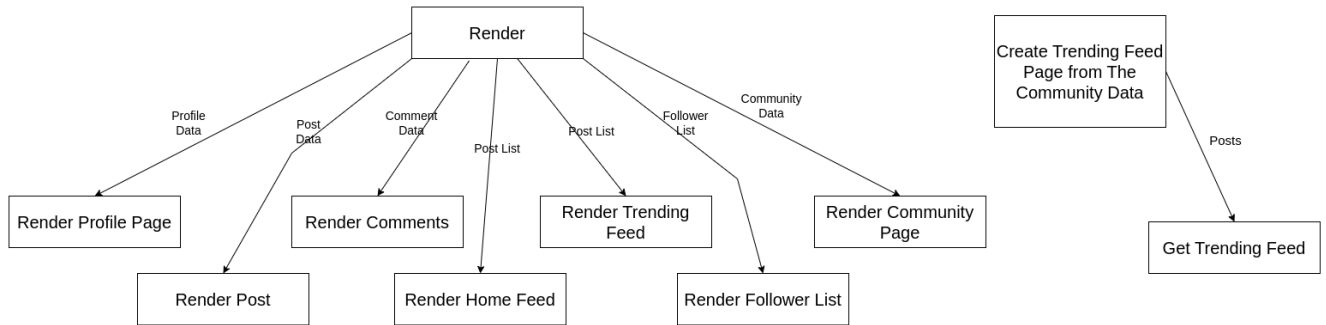 Render
Create Trending Feed
Page from The
Community Data
Profile
Data
Post
Data
Comment
Data
Post List
Post List
Follower
List
Community
Data
Posts
Render Profile Page
Render Comments
Render Trending
Feed
Render Community
Page
Get Trending Feed
Render Post
Render Home Feed
Render Follower List